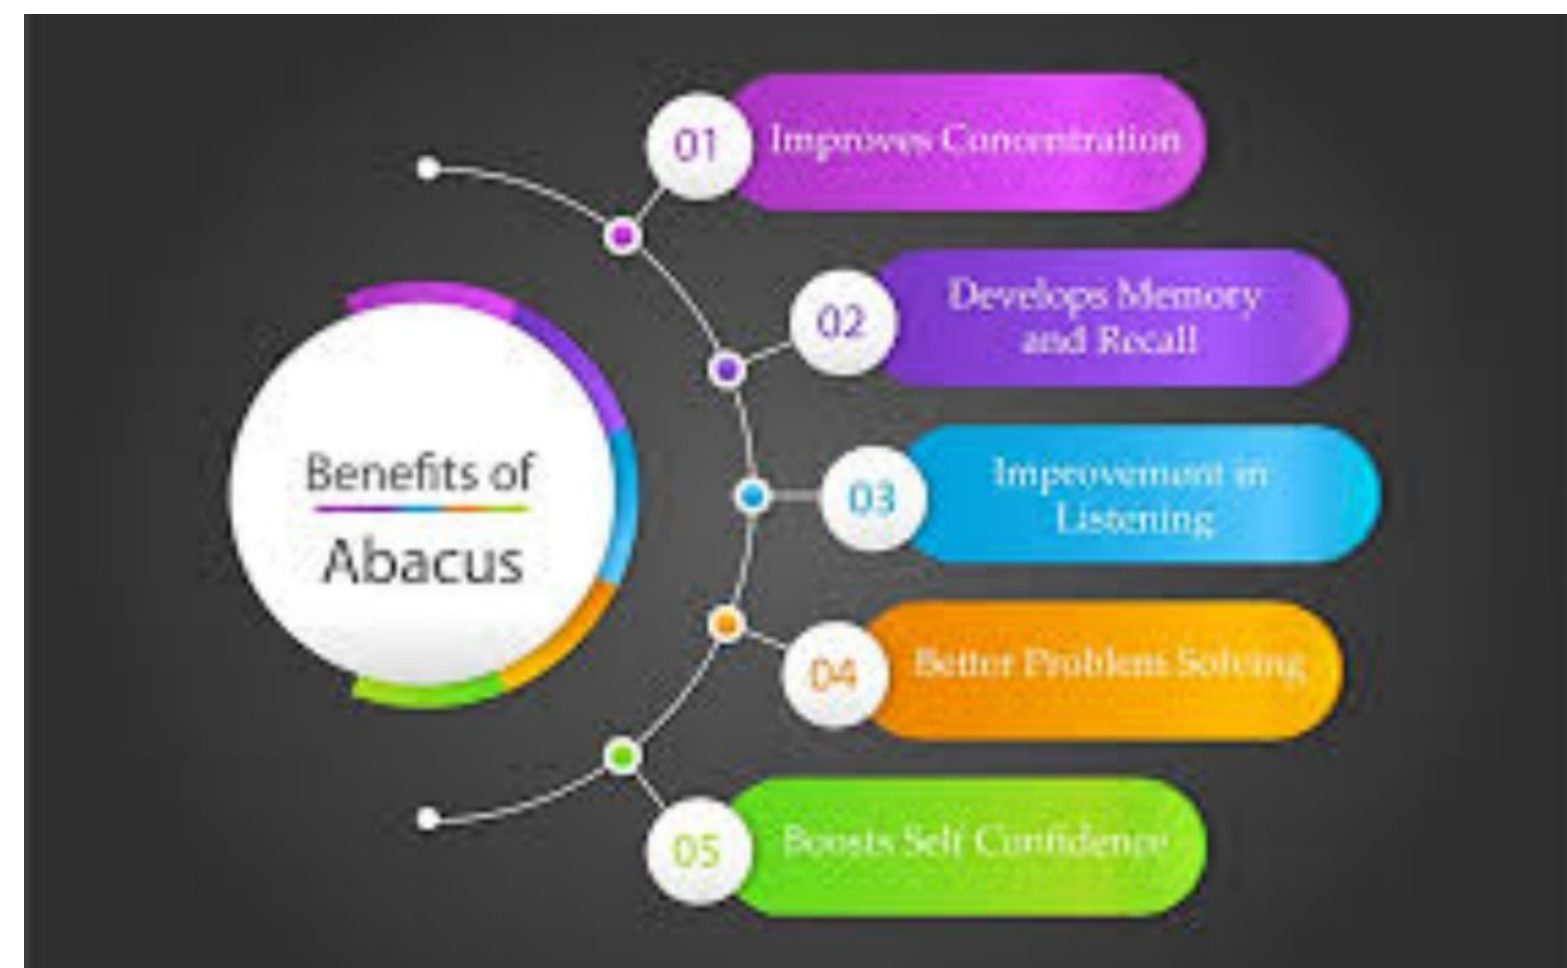 Benefits of
Abacus
01
Improves Concentration
02
Develops Memory
and Recall
03
Improvement in
Listening
04
Better Problem Solving
05
Boosts Self Confidence